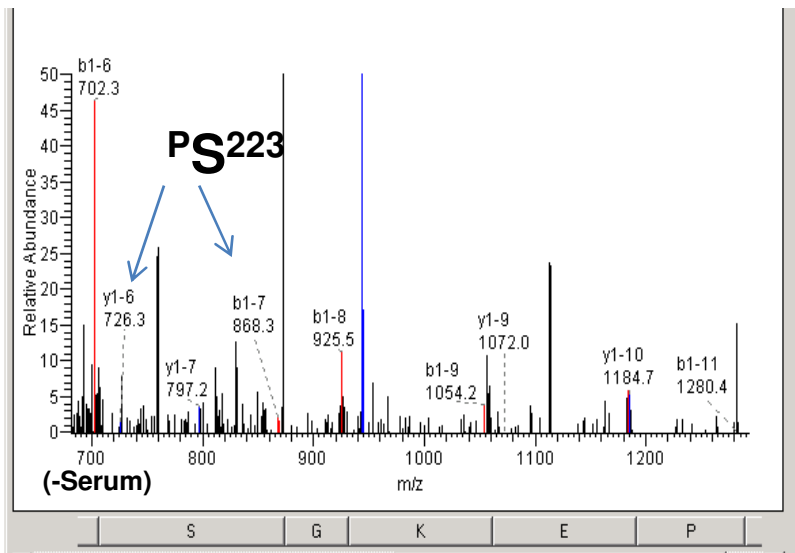 b1-6
702.3
PS223
y1-6
726.3
y1-7
797.2
b1-7
868.3
b1-8
925.5
b1-9
1054.2
y1-9
1072.0
y1-10
1184.7
b1-11
1280.4
Relative Abundance
50
45
40
35
30
25
20
15
10
5
0
700 800 900 1000 1100 1200
m/z
(-Serum)
S G K E P